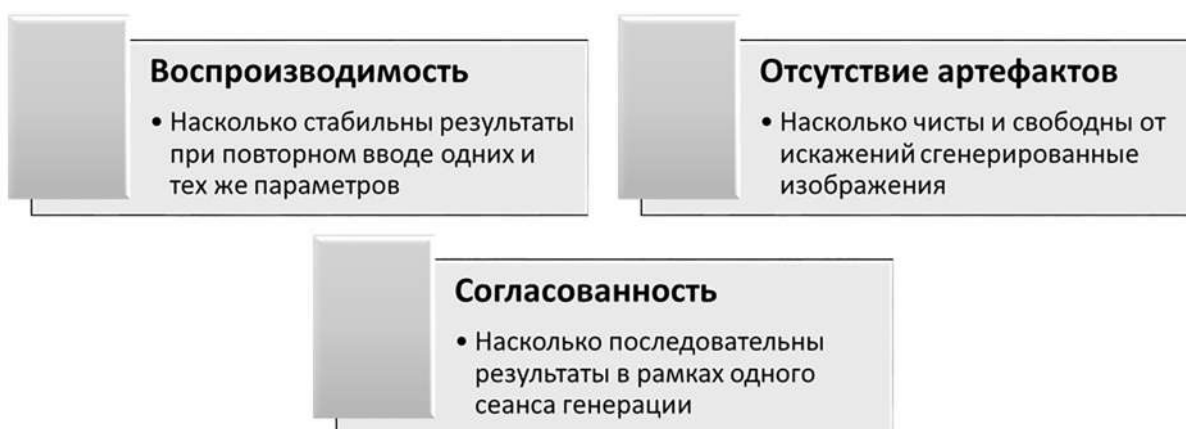 Воспроизводимость
• Насколько стабильны результаты
при повторном вводе одних и
тех же параметров
Отсутствие артефактов
• Насколько чисты и свободны от
искажений сгенерированные
изображения
Согласованность
• Насколько последовательны
результаты в рамках одного
сеанса генерации